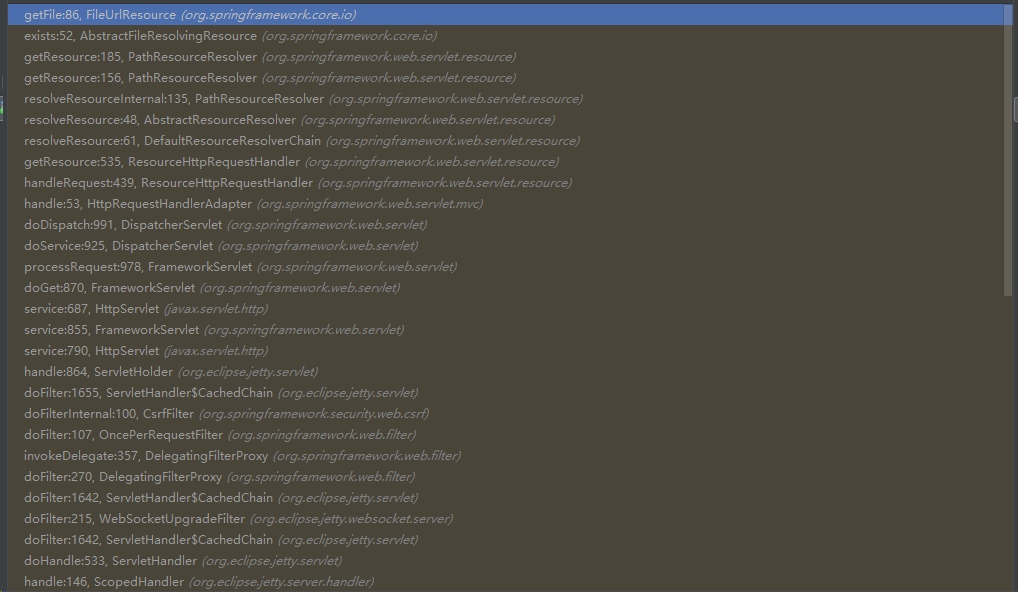 getFile:86, FileUrlResource (org.springframework.core.io)
exists:52, AbstractFileResolvingResource (org.springframework.core.io)
getResource:185, PathResourceResolver (org.springframework.web.servlet.resource)
getResource:156, PathResourceResolver (org.springframework.web.servlet.resource)
resolveResourceInternal:135, PathResourceResolver (org.springframework.web.servlet.resource)
resolveResource:48, AbstractResourceResolver (org.springframework.web.servlet.resource)
resolveResource:61, DefaultResourceResolverChain (org.springframework.web.servlet.resource)
getResource:535, ResourceHttpRequestHandler (org.springframework.web.servlet.resource)
handleRequest:439, ResourceHttpRequestHandler (org.springframework.web.servlet.resource)
handle:53, HttpRequestHandlerAdapter (org.springframework.web.servlet.mvc)
doDispatch:991, DispatcherServlet (org.springframework.web.servlet)
doService:925, DispatcherServlet (org.springframework.web.servlet)
processRequest:978, FrameworkServlet (org.springframework.web.servlet)
doGet:870, FrameworkServlet (org.springframework.web.servlet)
service:687, HttpServlet (javax.servlet.http)
service:855, FrameworkServlet (org.springframework.web.servlet)
service:790, HttpServlet (javax.servlet.http)
handle:864, ServletHolder (org.eclipse.jetty.servlet)
doFilter:1655, ServletHandler$CachedChain (org.eclipse.jetty.servlet)
doFilterInternal:100, CsrfFilter (org.springframework.security.web.csrf)
doFilter:107, OncePerRequestFilter (org.springframework.web.filter)
invokeDelegate:357, DelegatingFilterProxy (org.springframework.web.filter)
doFilter:270, DelegatingFilterProxy (org.springframework.web.filter)
doFilter:1642, ServletHandler$CachedChain (org.eclipse.jetty.servlet)
doFilter:215, WebSocketUpgradeFilter (org.eclipse.jetty.websocket.server)
doFilter:1642, ServletHandler$CachedChain (org.eclipse.jetty.servlet)
doHandle:533, ServletHandler (org.eclipse.jetty.servlet)
handle:146, ScopedHandler (org.eclipse.jetty.server.handler)